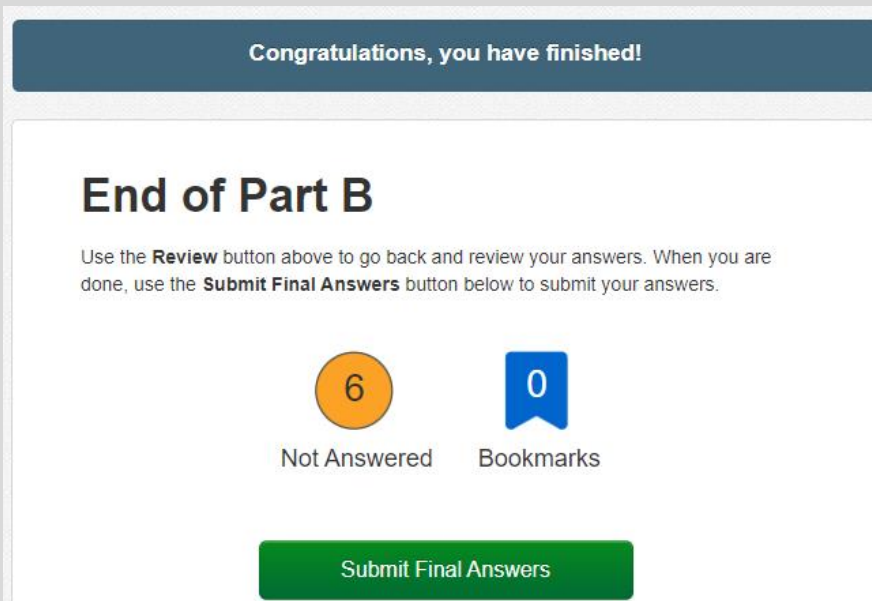 Congratulations, you have finished!
End of Part B
Use the Review button above to go back and review your answers. When you are
done, use the Submit Final Answers button below to submit your answers.
6
0
Not Answered
Bookmarks
Submit Final Answers